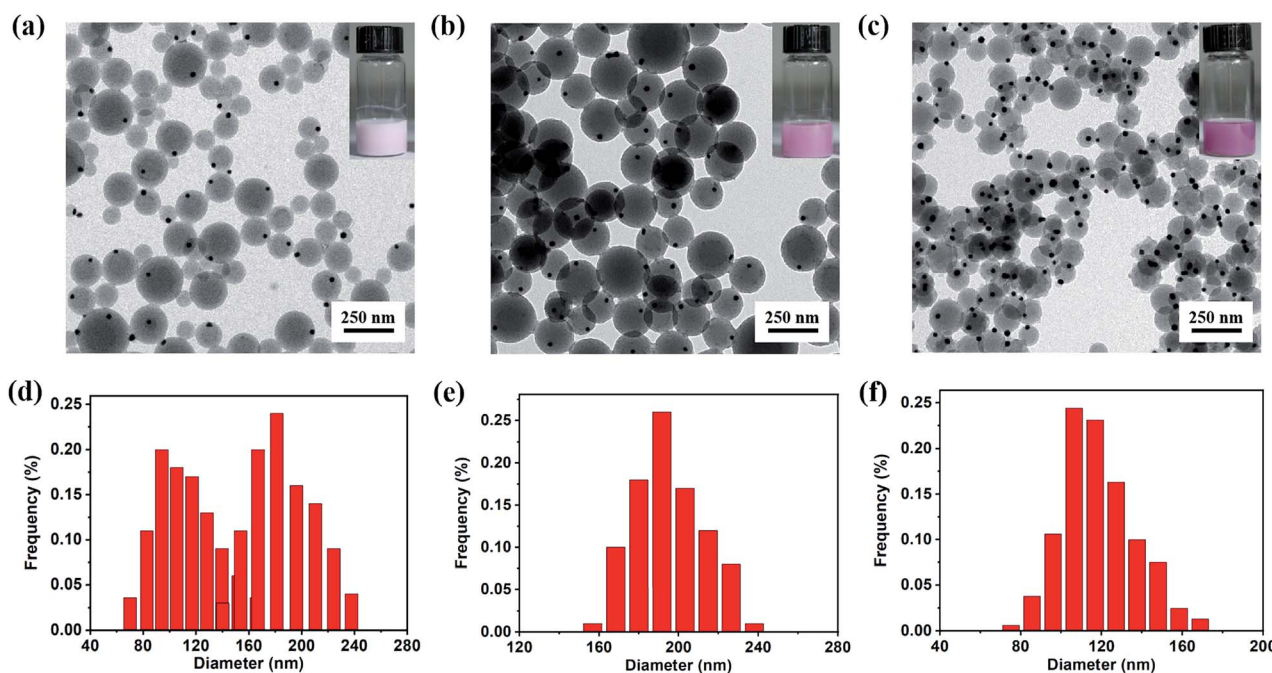 (a)
(b)
(c)
250 nm
250 nm
250 nm
(d)
(e)
(f)
0.25
0.20
0.15
0.10
0.05
0.00
Frequency (%)
40 80 120 160 200 240 280
Diameter (nm)
0.25
0.20
0.15
0.10
0.05
0.00
Frequency (%)
120 160 200 240 280
Diameter (nm)
0.25
0.20
0.15
0.10
0.05
0.00
Frequency (%)
40 80 120 160 200
Diameter (nm)